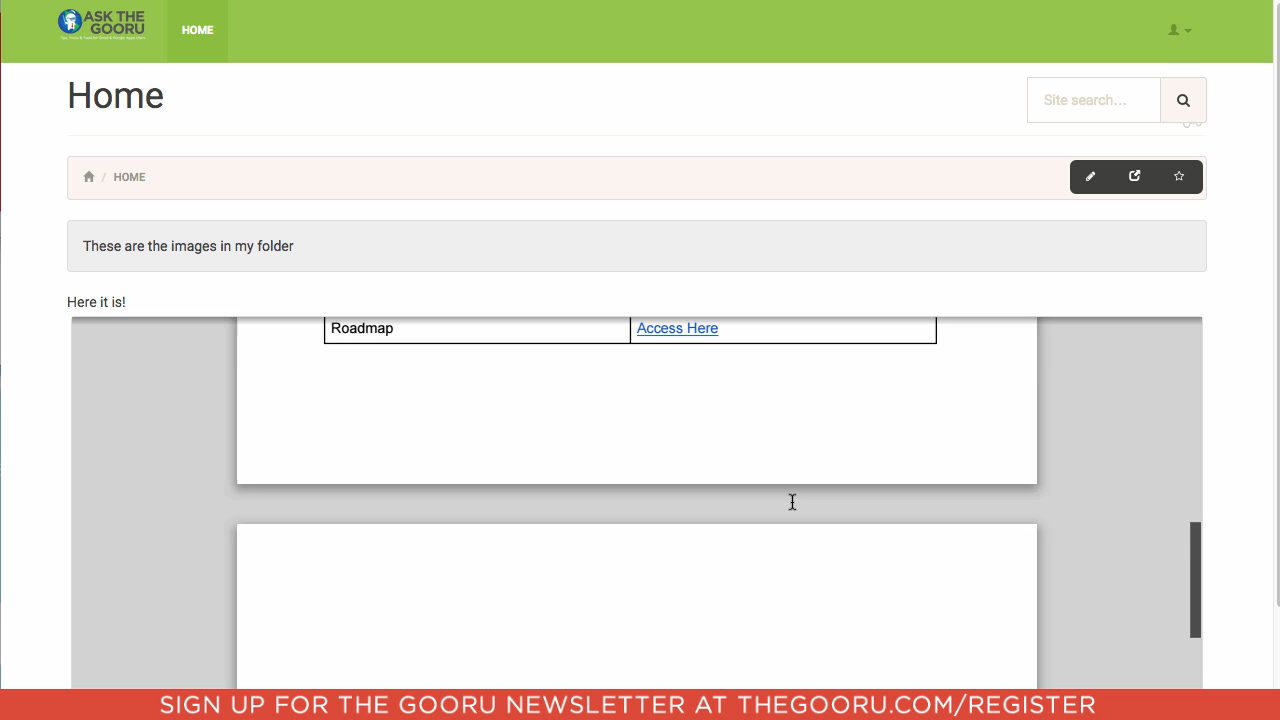 ASK THE
GOORU
HOME
Home
Site search...
/ HOME
These are the images in my folder
Here it is!
Roadmap Access Here
SIGN UP FOR THE GOORU NEWSLETTER AT THEGOORU.COM/REGISTER